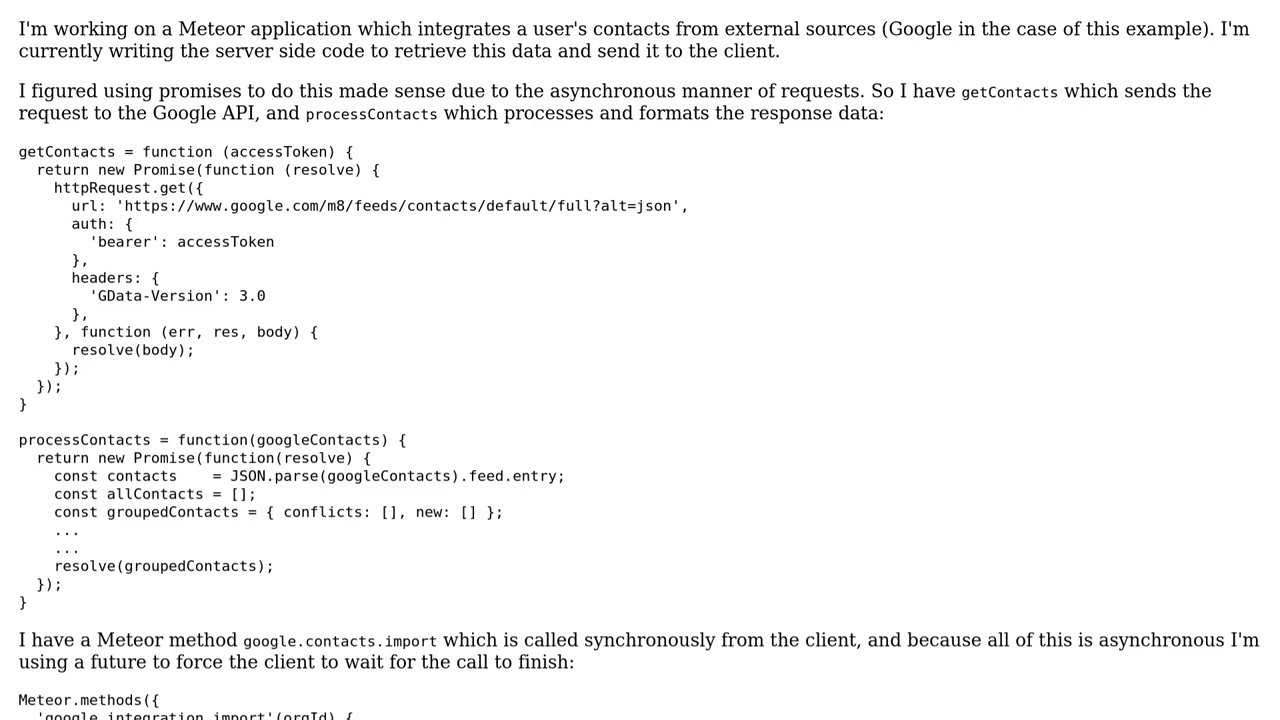 I'm working on a Meteor application which integrates a user's contacts from external sources (Google in the case of this example). I'm
currently writing the server side code to retrieve this data and send it to the client.
I figured using promises to do this made sense due to the asynchronous manner of requests. So I have getContacts which sends the
request to the Google API, and processContacts which processes and formats the response data:
getContacts = function (accessToken) {
  return new Promise(function (resolve) {
    httpRequest.get({
      url: 'https://www.google.com/m8/feeds/contacts/default/full?alt=json',
      auth: {
        'bearer': accessToken
      },
      headers: {
        'GData-Version': 3.0
      },
    }, function (err, res, body) {
      resolve(body);
    });
  });
}
processContacts = function(googleContacts) {
  return new Promise(function(resolve) {
    const contacts    = JSON.parse(googleContacts).feed.entry;
    const allContacts = [];
    const groupedContacts = { conflicts: [], new: [] };
    ...
    ...
    resolve(groupedContacts);
  });
}
I have a Meteor method google.contacts.import which is called synchronously from the client, and because all of this is asynchronous I'm
using a future to force the client to wait for the call to finish:
Meteor.methods({
  'google.integration.import'(orgId) {